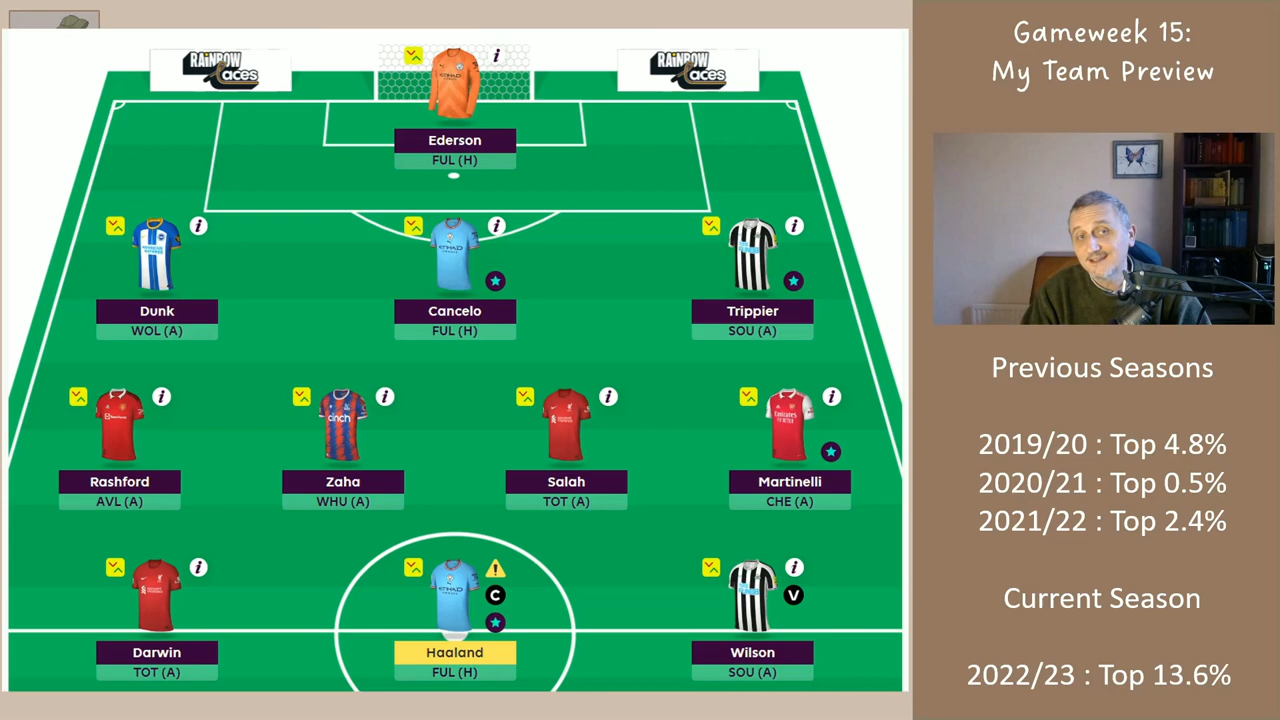 RAiNBOW
Laces
RAiNBOW
Laces
Ederson
FUL (H)
Dunk
WOL (A)
Cancelo
FUL (H)
Trippier
SOU (A)
Rashford
AVL (A)
Zaha
WHU (A)
Salah
TOT (A)
Martinelli
CHE (A)
Darwin
TOT (A)
C
Haaland
FUL (H)
V
Wilson
SOU (A)
Gameweek 15:
My Team Preview
Previous Seasons
2019/20 : Top 4.8%
2020/21 : Top 0.5%
2021/22 : Top 2.4%
Current Season
2022/23 : Top 13.6%